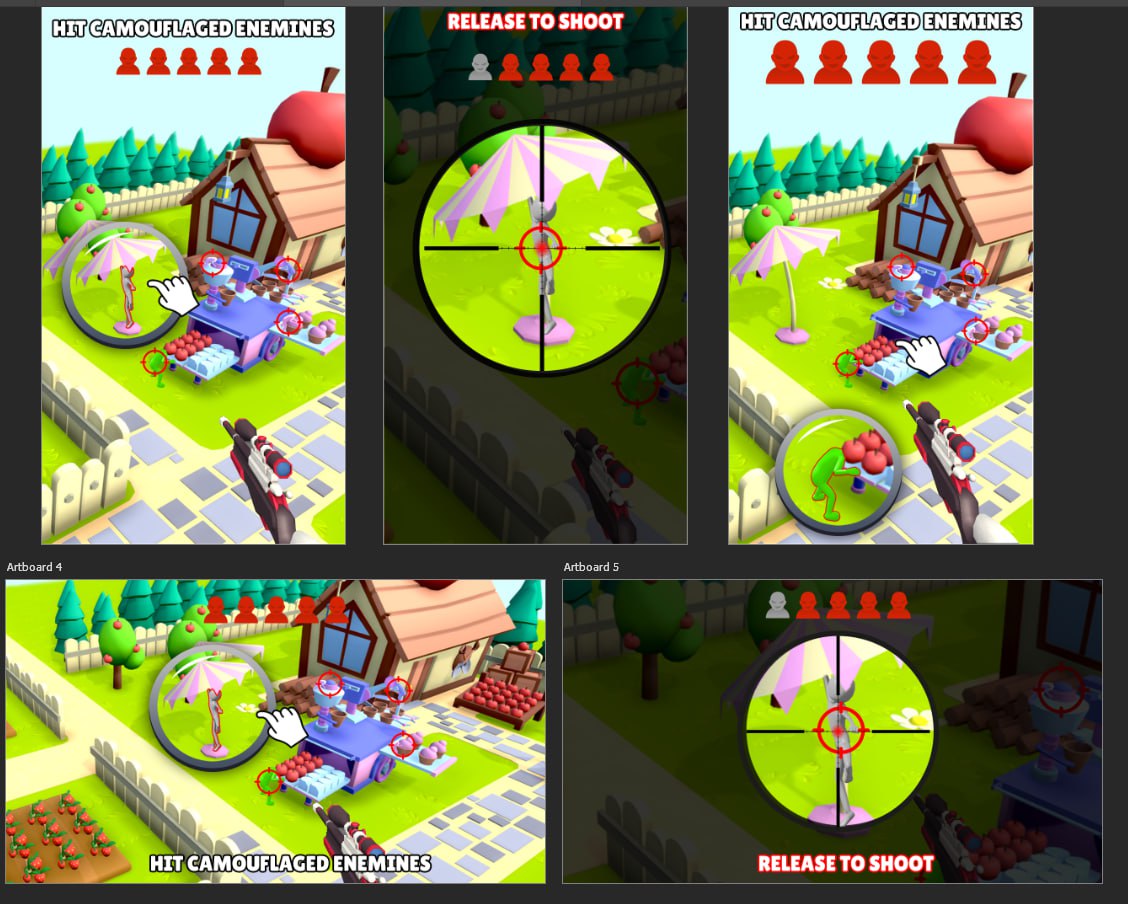 HIT CAMOUFLAGED ENEMINES
RELEASE TO SHOOT
HIT CAMOUFLAGED ENEMINES
Artboard 4
Artboard 5
HIT CAMOUFLAGED ENEMINES
RELEASE TO SHOOT